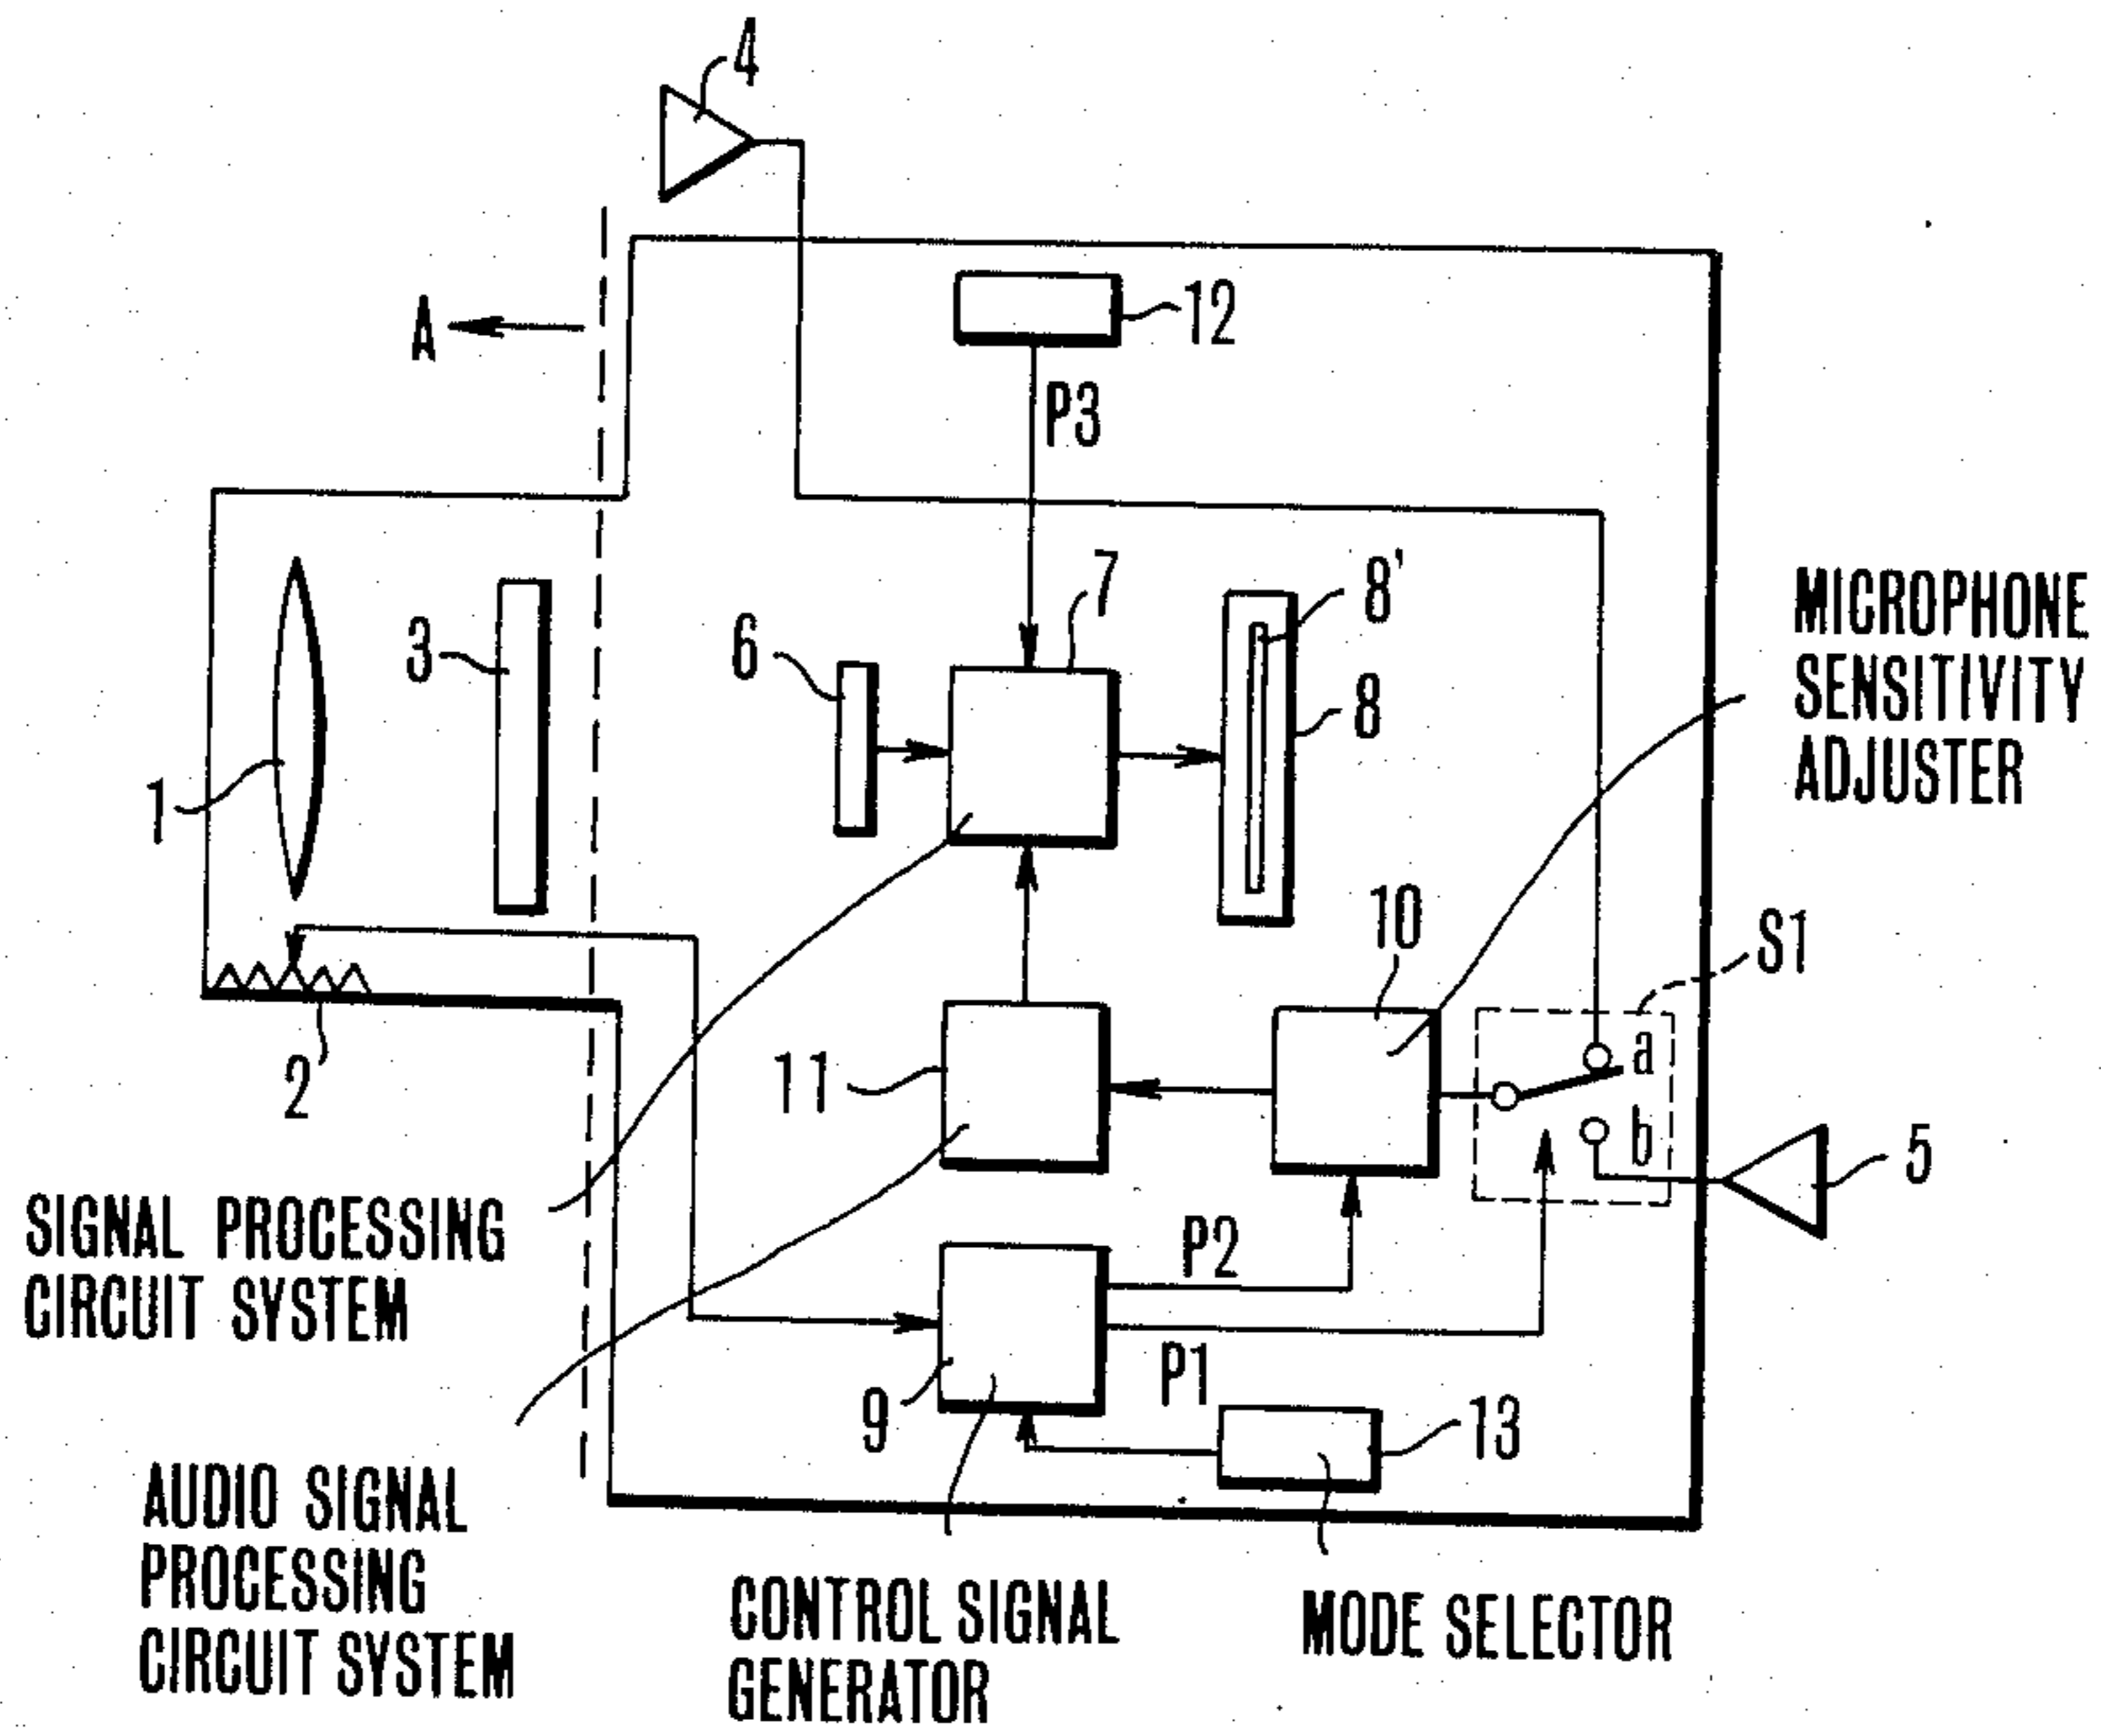 4
A
12
P3
7
8'
6
3
8
1
MICROPHONE
SENSITIVITY
ADJUSTER
10
S1
a
2
11
b
5
SIGNAL PROCESSING
CIRCUIT SYSTEM
P2
P1
9
13
AUDIO SIGNAL
PROCESSING
CIRCUIT SYSTEM
CONTROL SIGNAL
GENERATOR
MODE SELECTOR